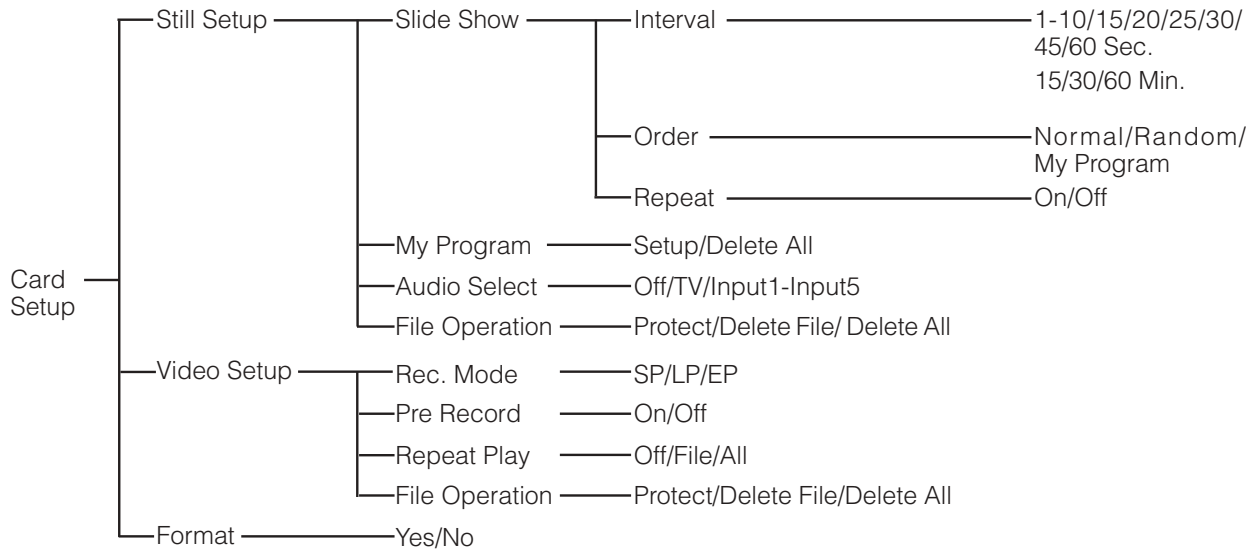 Still Setup Slide Show Interval 1-10/15/20/25/30/
45/60 Sec.
15/30/60 Min.
Order Normal/Random/
My Program
Repeat On/Off
My Program Setup/Delete All
Card
Setup
Audio Select Off/TV/Input1-Input5
File Operation Protect/Delete File/ Delete All
Video Setup Rec. Mode SP/LP/EP
Pre Record On/Off
Repeat Play Off/File/All
File Operation Protect/Delete File/Delete All
Format Yes/No